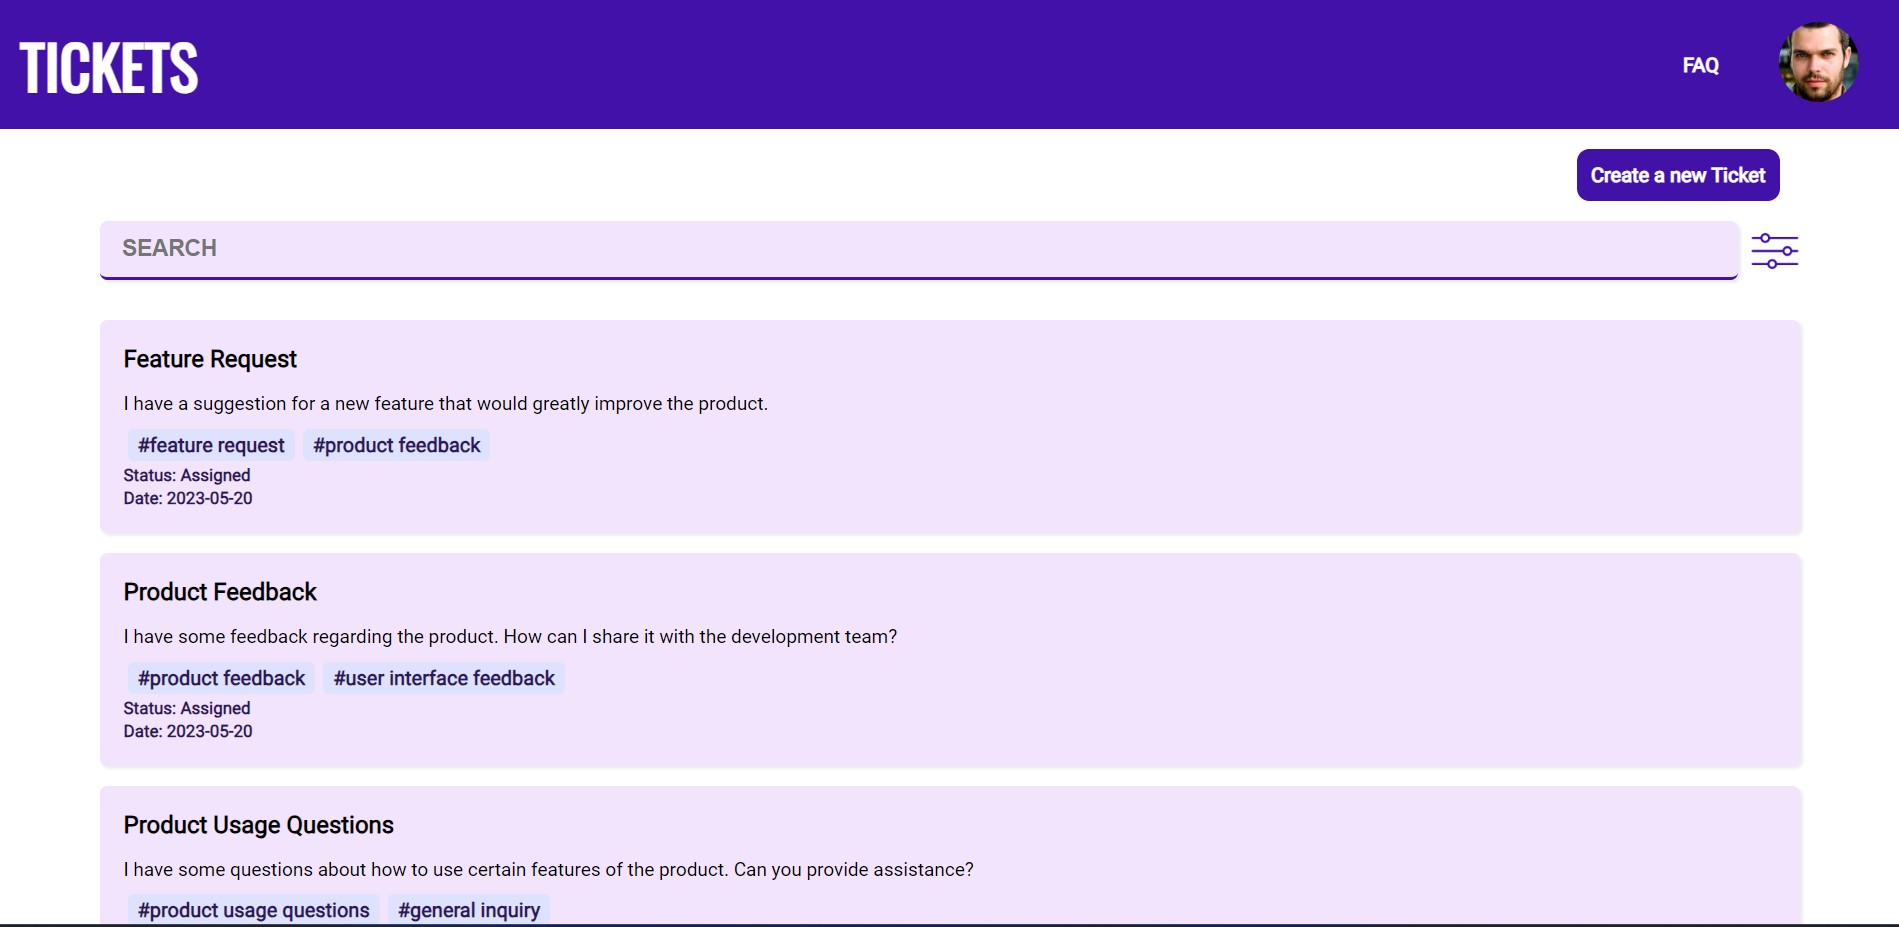 TICKETS
FAQ
Create a new Ticket
SEARCH
Feature Request
I have a suggestion for a new feature that would greatly improve the product.
#feature request #product feedback
Status: Assigned
Date: 2023-05-20
Product Feedback
I have some feedback regarding the product. How can I share it with the development team?
#product feedback #user interface feedback
Status: Assigned
Date: 2023-05-20
Product Usage Questions
I have some questions about how to use certain features of the product. Can you provide assistance?
#product usage questions #general inquiry